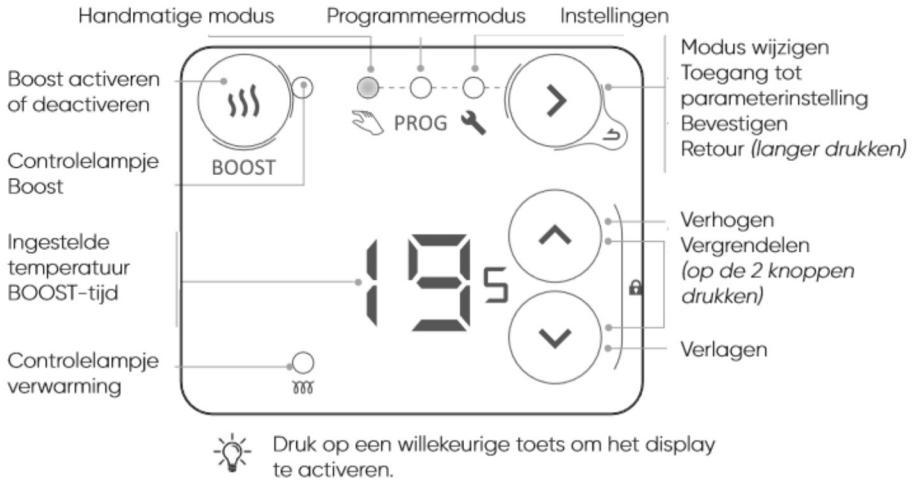 Handmatige modus
Programmeermodus
Instellingen
Boost activeren
of deactiveren
Controlelampje
Boost
Ingestelde
temperatuur
BOOST-tijd
Controlelampje
verwarming
BOOST
PROG
195
Modus wijzigen
Toegang tot
parameterinstelling
Bevestigen
Retour (langer drukken)
Verhogen
Vergrendelen
(op de 2 knoppen
drukken)
Verlagen
Druk op een willekeurige toets om het display
te activeren.